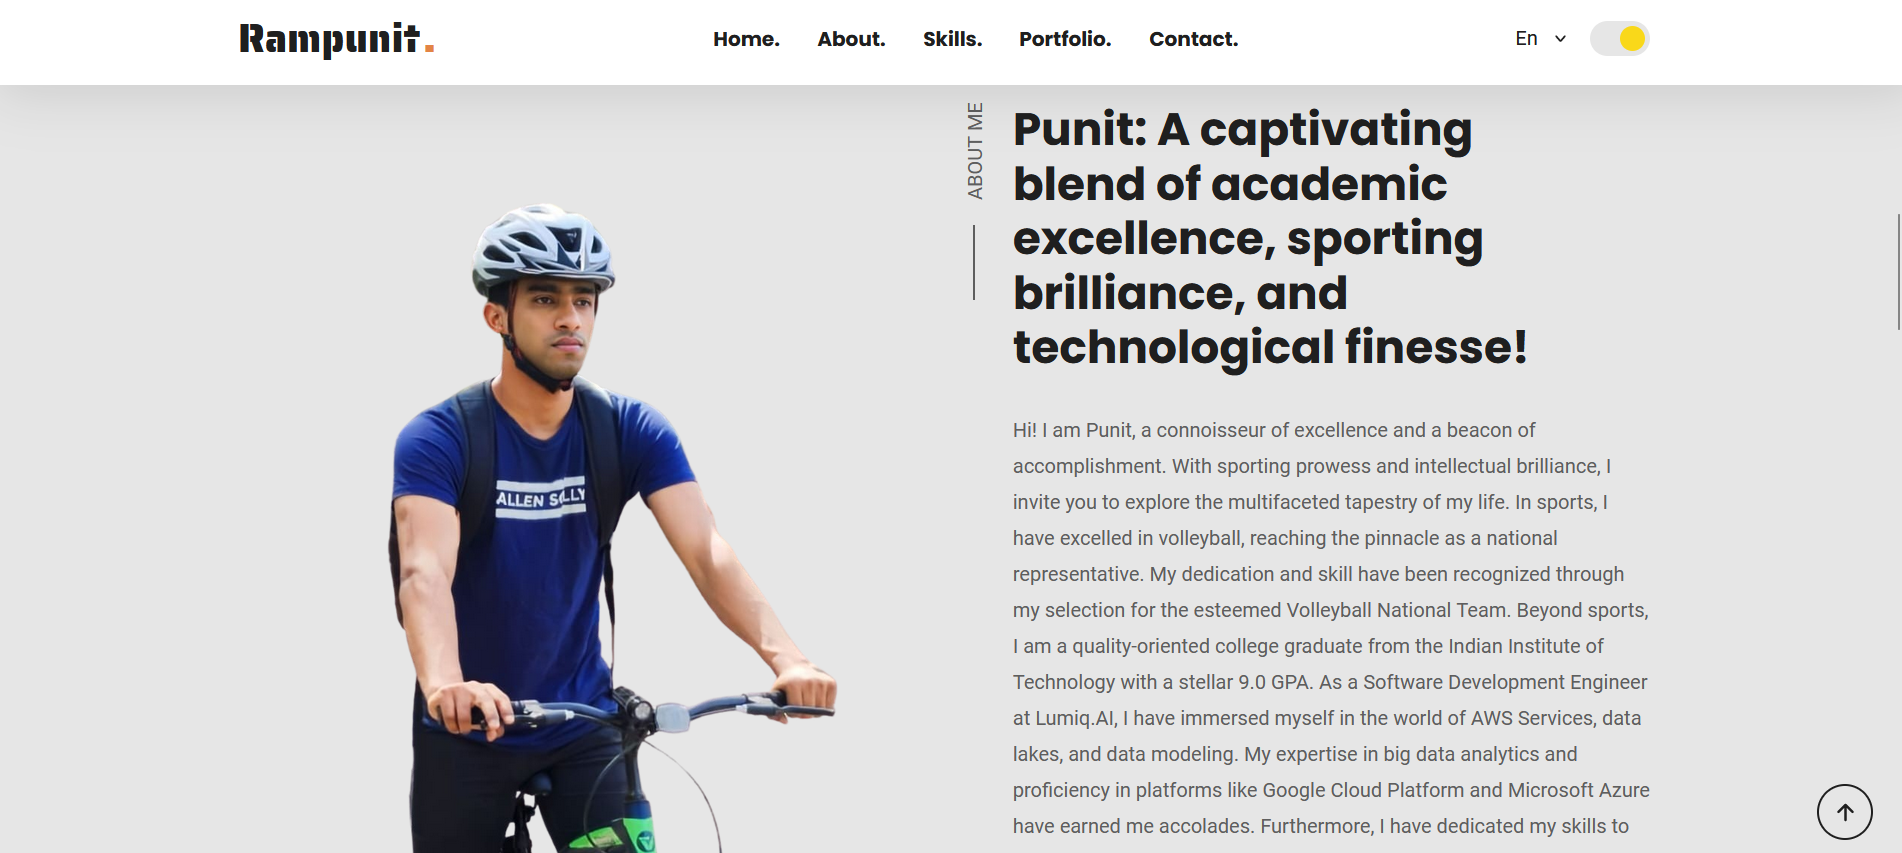 Rampunit.
Home. About. Skills. Portfolio. Contact.
En
ABOUT ME
Punit: A captivating
blend of academic
excellence, sporting
brilliance, and
technological finesse!
Hi! I am Punit, a connoisseur of excellence and a beacon of
accomplishment. With sporting prowess and intellectual brilliance, I
invite you to explore the multifaceted tapestry of my life. In sports, I
have excelled in volleyball, reaching the pinnacle as a national
representative. My dedication and skill have been recognized through
my selection for the esteemed Volleyball National Team. Beyond sports,
I am a quality-oriented college graduate from the Indian Institute of
Technology with a stellar 9.0 GPA. As a Software Development Engineer
at Lumiq.AI, I have immersed myself in the world of AWS Services, data
lakes, and data modeling. My expertise in big data analytics and
proficiency in platforms like Google Cloud Platform and Microsoft Azure
have earned me accolades. Furthermore, I have dedicated my skills to
ALLEN SOLLY